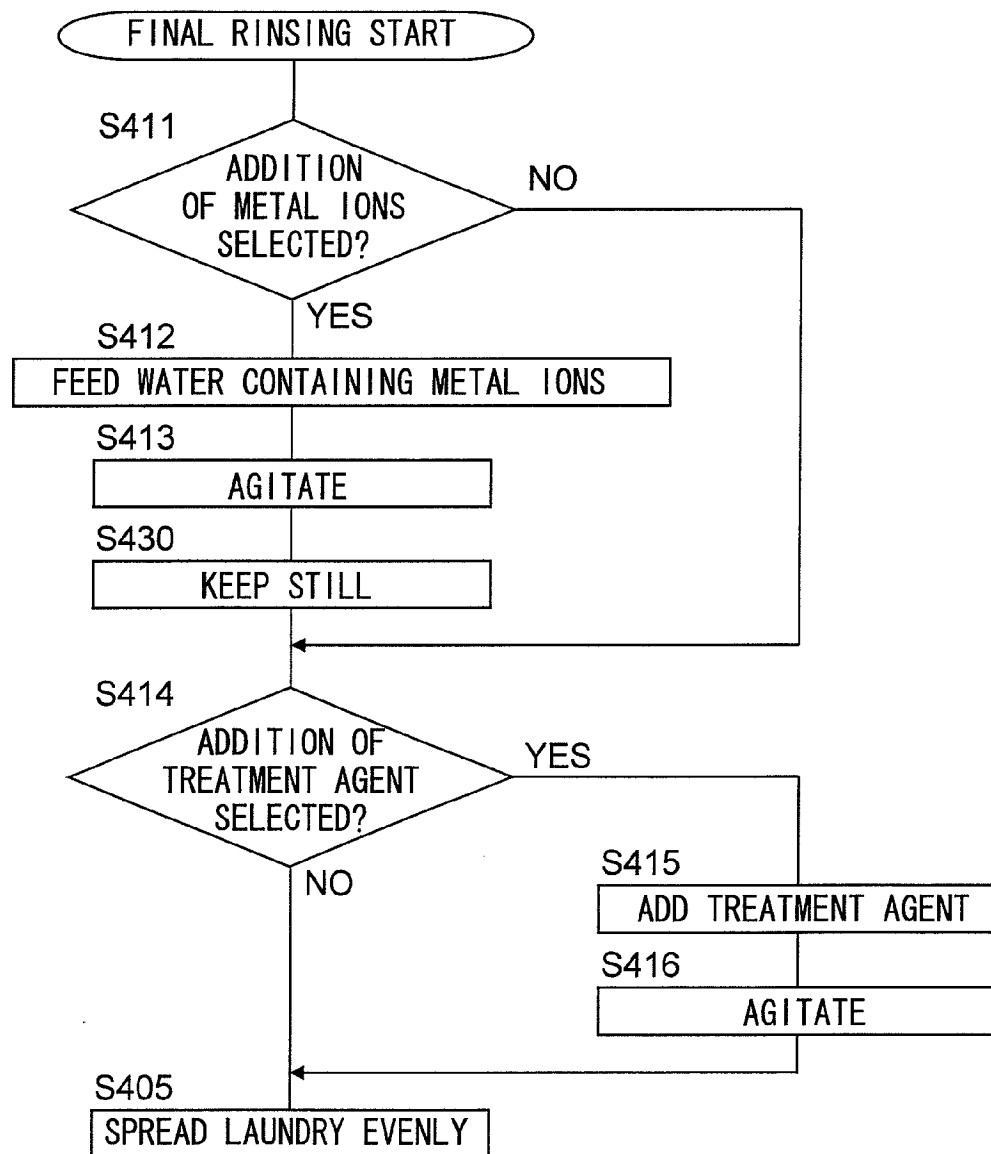 FINAL RINSING START
S411
ADDITION
OF METAL IONS
SELECTED?
NO
YES
S412
FEED WATER CONTAINING METAL IONS
S413
AGITATE
S430
KEEP STILL
S414
ADDITION OF
TREATMENT AGENT
SELECTED?
YES
NO
S415
ADD TREATMENT AGENT
S416
AGITATE
S405
SPREAD LAUNDRY EVENLY